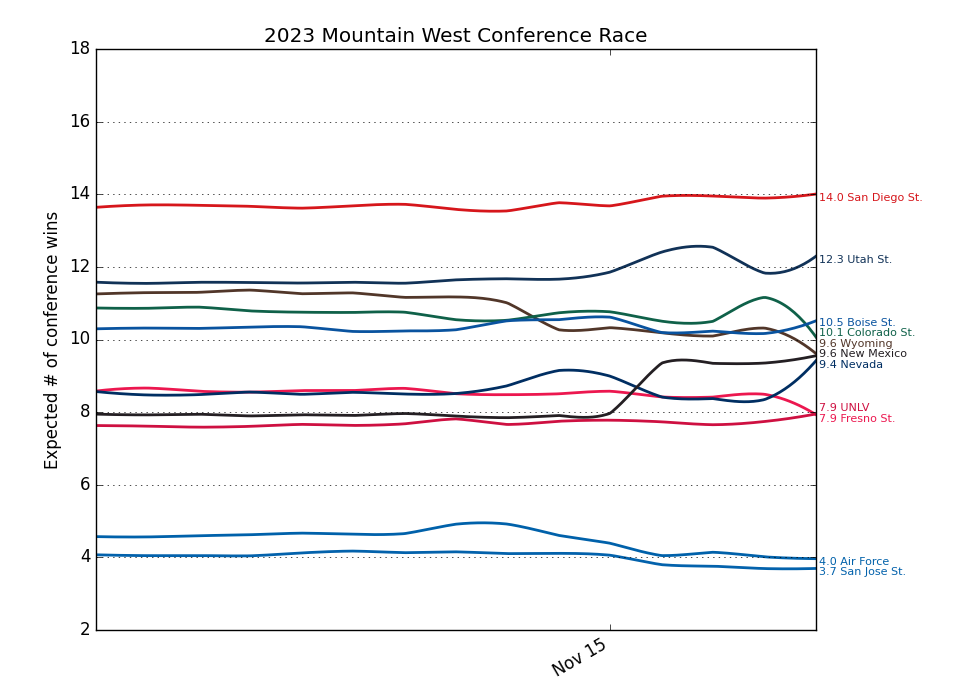 2023 Mountain West Conference Race
18
16
14
12
10
8
6
4
2
Expected # of conference wins
Nov 15
14.0 San Diego St.
12.3 Utah St.
10.5 Boise St.
10.1 Colorado St.
9.6 Wyoming
9.6 New Mexico
9.4 Nevada
7.9 UNLV
7.9 Fresno St.
4.0 Air Force
3.7 San Jose St.